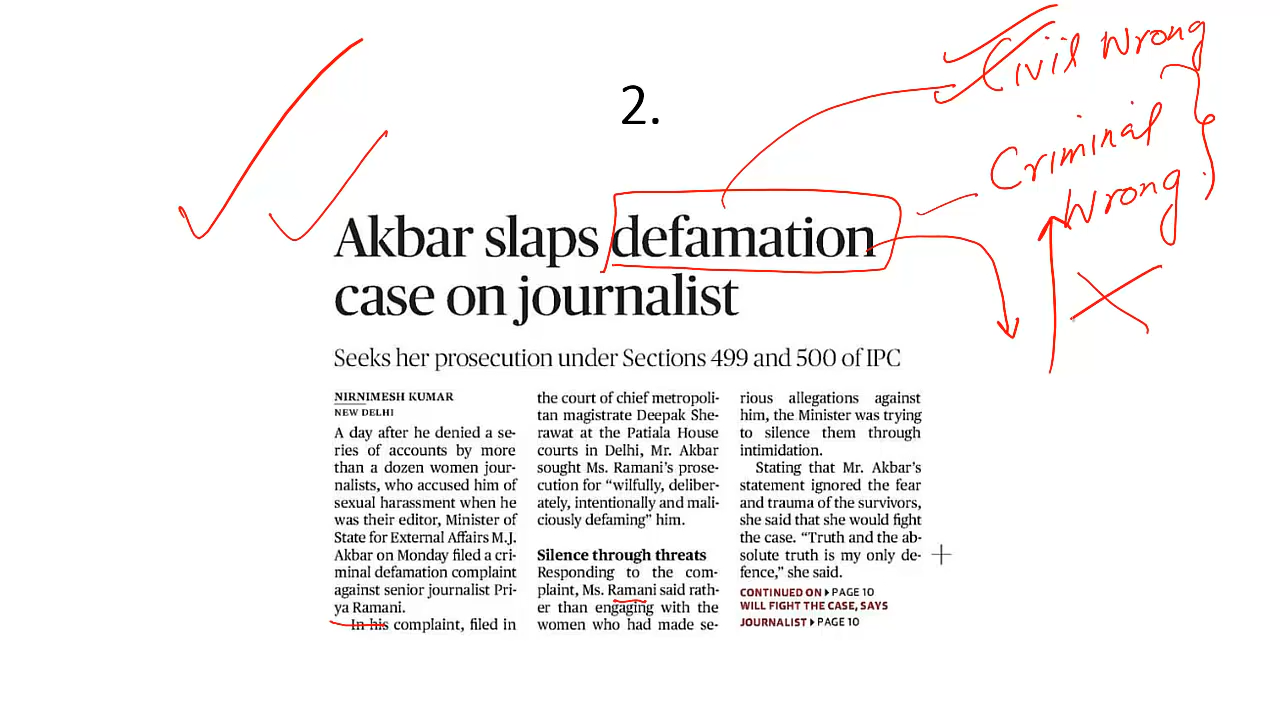 Civil Wrong
2.
Criminal
Wrong
Akbar slaps defamation
case on journalist
Seeks her prosecution under Sections 499 and 500 of IPC
NIRNIMESH KUMAR
NEW DELHI
A day after he denied a se-
ries of accounts by more
than a dozen women jour-
nalists, who accused him of
sexual harassment when he
was their editor, Minister of
State for External Affairs M.J.
Akbar on Monday filed a cri-
minal defamation complaint
against senior journalist Pri-
ya Ramani.
In his complaint, filed in
the court of chief metropoli-
tan magistrate Deepak She-
rawat at the Patiala House
courts in Delhi, Mr. Akbar
sought Ms. Ramani's prose-
cution for “wilfully, deliber-
ately, intentionally and mali-
ciously defaming” him.
Silence through threats
Responding to the com-
plaint, Ms. Ramani said rath-
er than engaging with the
women who had made se-
rious allegations against
him, the Minister was trying
to silence them through
intimidation.
Stating that Mr. Akbar's
statement ignored the fear
and trauma of the survivors,
she said that she would fight
the case. “Truth and the ab-
solute truth is my only de-
fence,” she said.
CONTINUED ON PAGE 10
WILL FIGHT THE CASE, SAYS
JOURNALIST PAGE 10